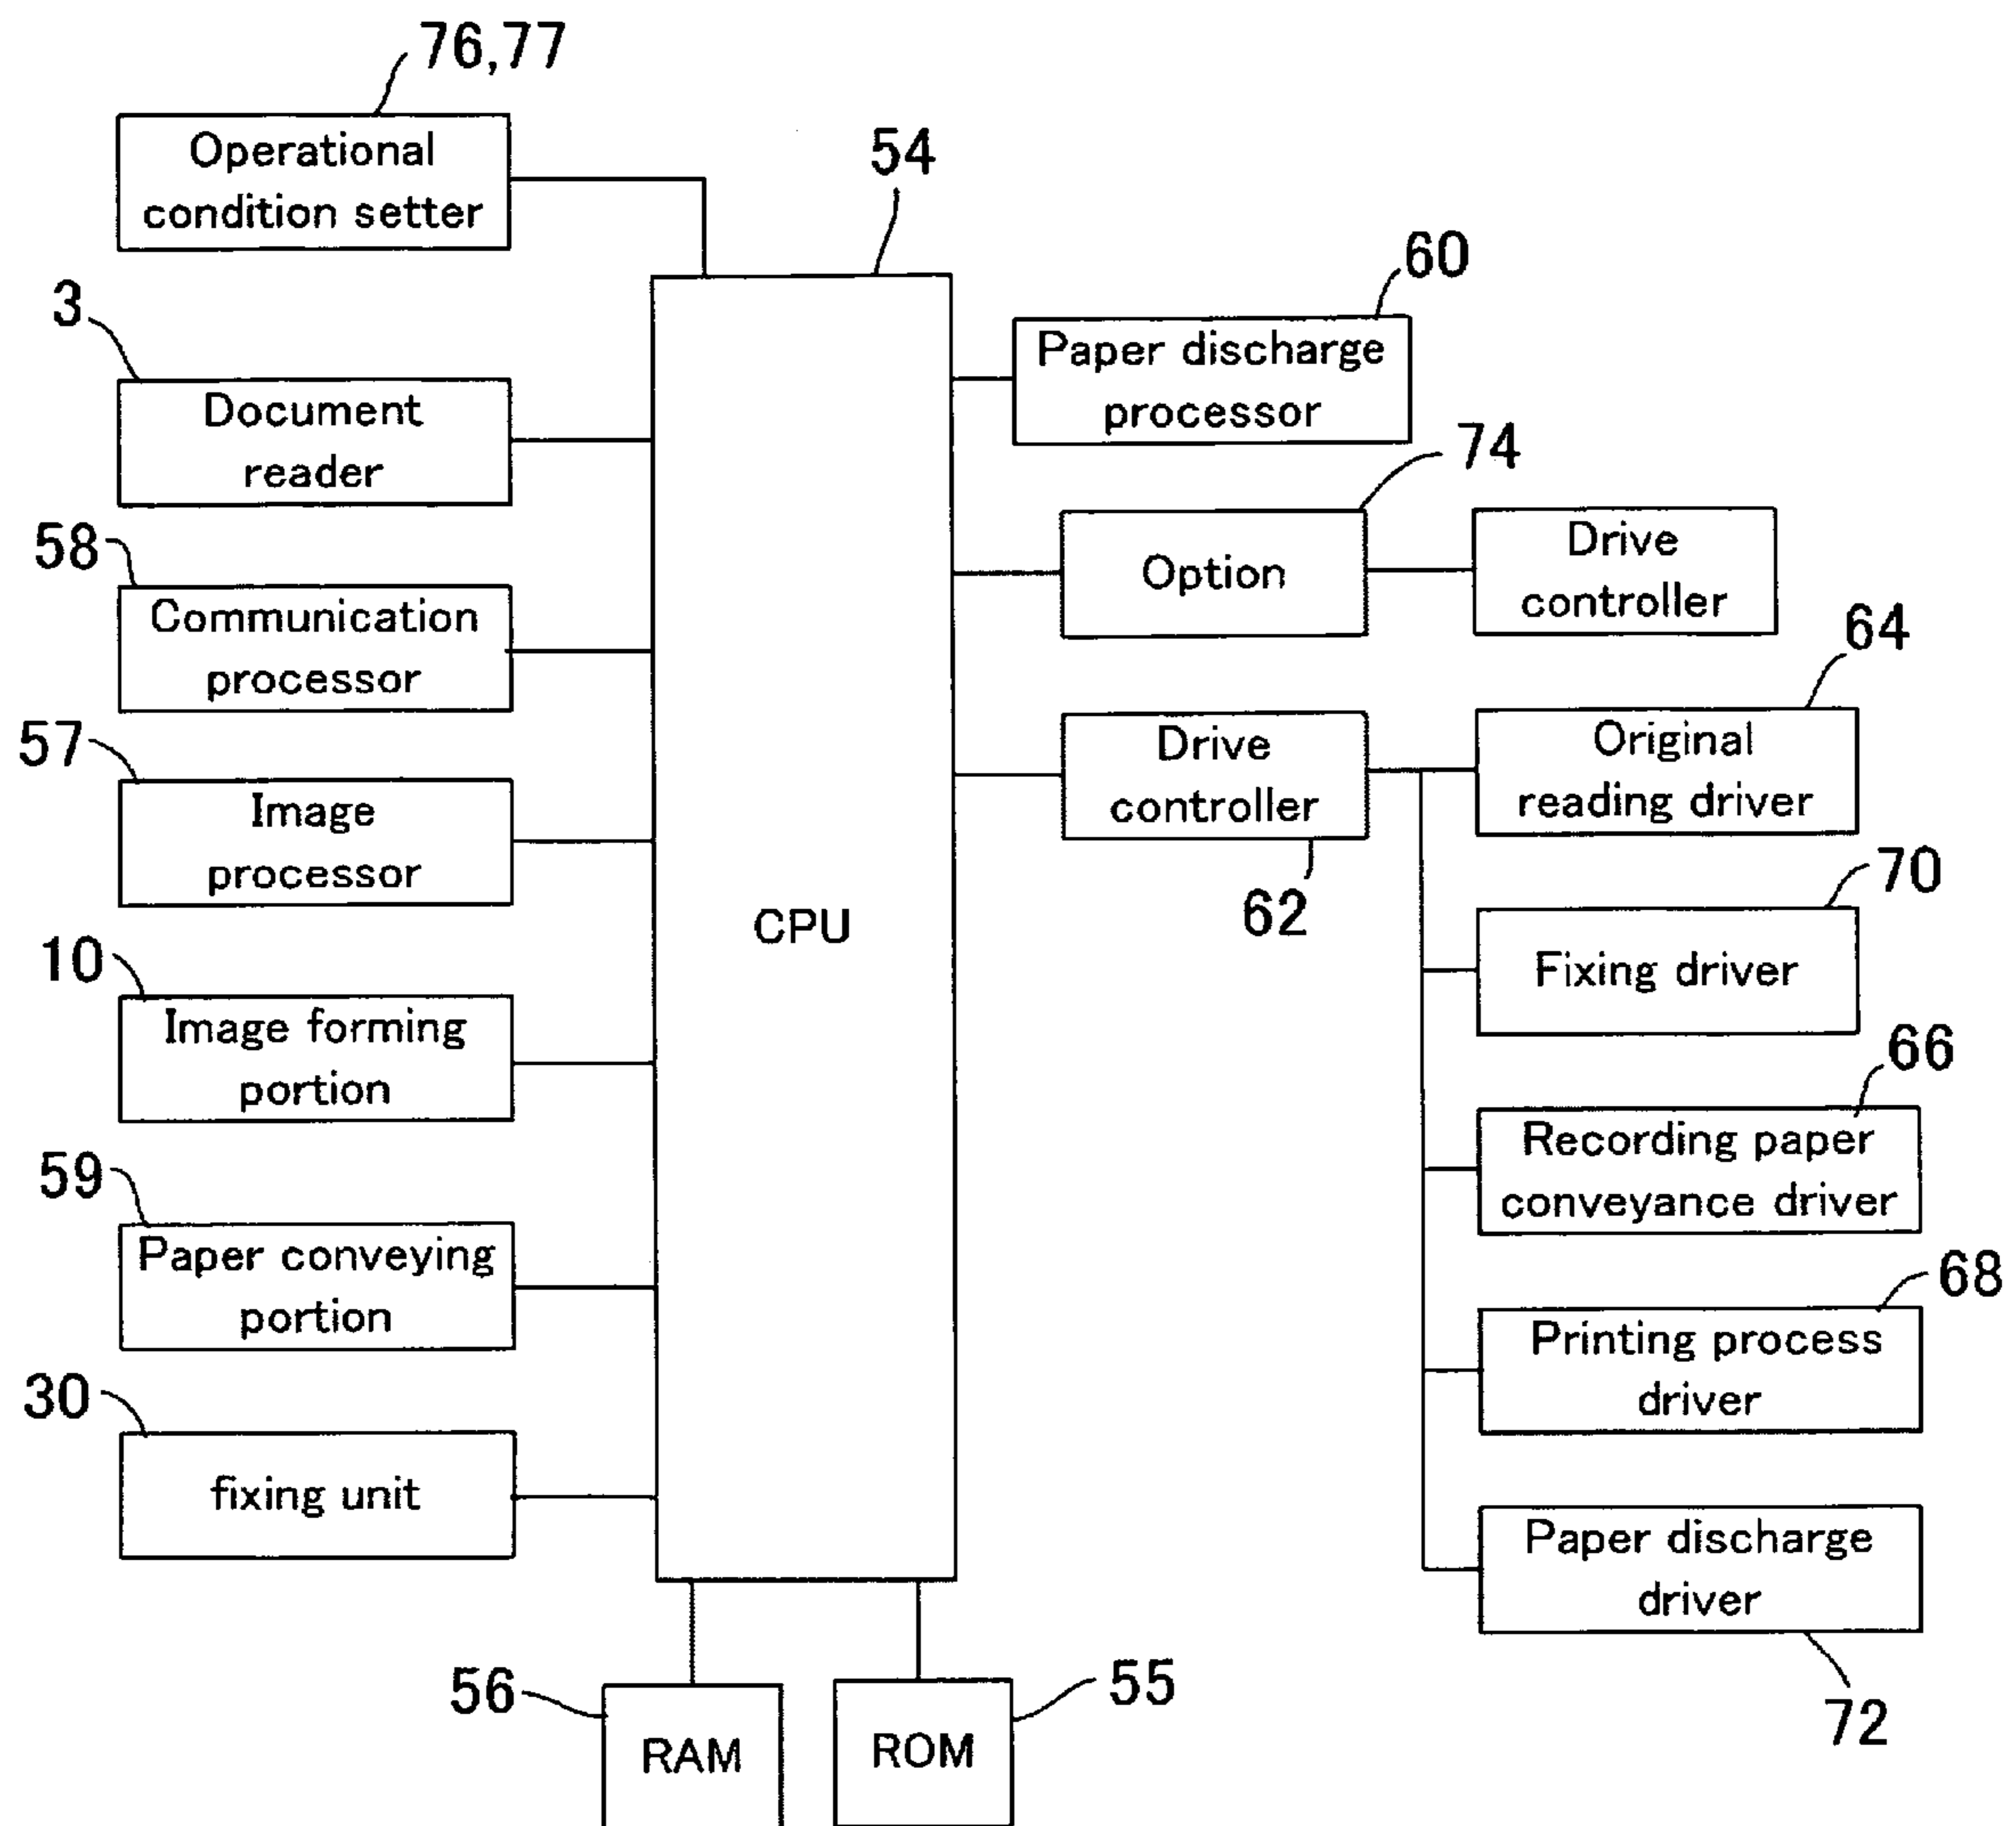 76,77
Operational
condition setter
54
60
3
Paper discharge
processor
Document
reader
74
58
Option
Drive
controller
Communication
processor
64
57
Drive
controller
Original
reading driver
Image
processor
62
70
CPU
Fixing driver
10
Image forming
portion
66
Recording paper
conveyance driver
59
Paper conveying
portion
68
Printing process
driver
30
fixing unit
Paper discharge
driver
56
RAM
55
ROM
72